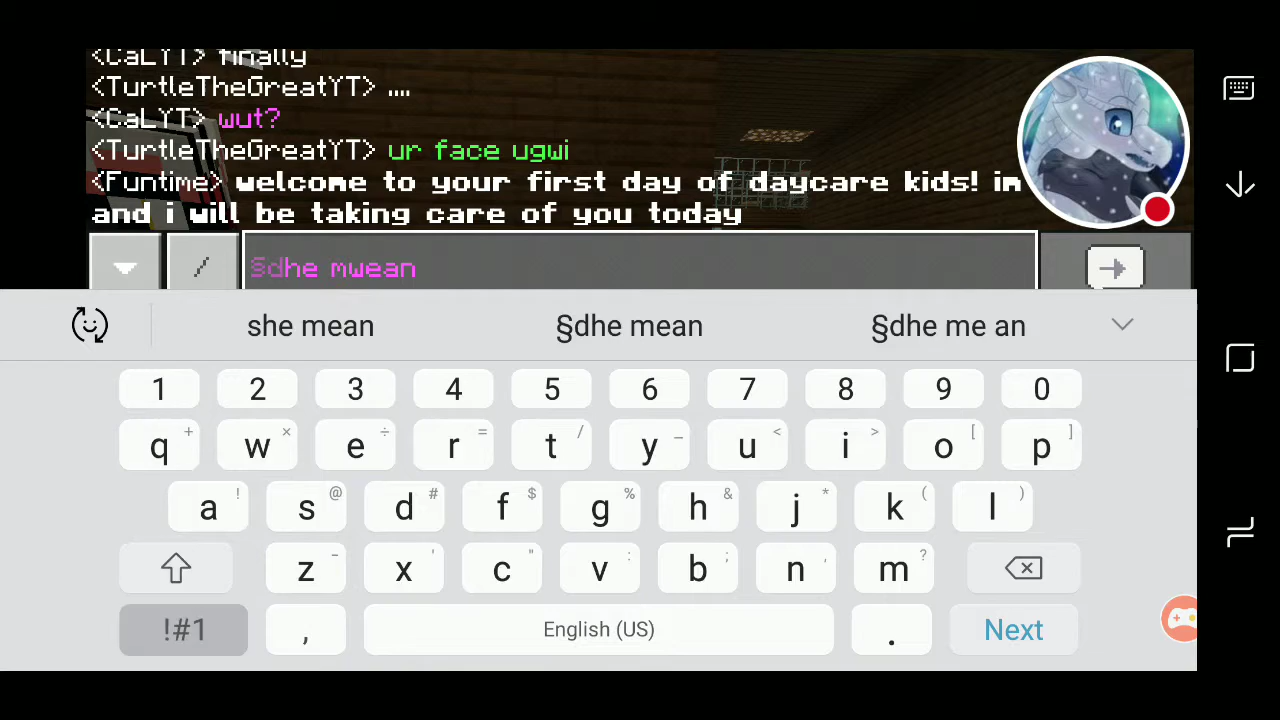 <CaLYT> finally
<TurtleTheGreatYT> ....
<CaLYT> wut?
<TurtleTheGreatYT> ur face ugwi
<Funtime> welcome to your first day of daycare kids! im
and i will be taking care of you today
/ §dhe mwean
she mean §dhe mean §dhe me an
1 2 3 4 5 6 7 8 9 0
q + w × e ÷ r = t / y _ u < i > o [ p ]
a ! s @ d # f $ g % h & j * k ( l )
z - x ' c " v : b ; n , m ?
!#1 , English (US) . Next